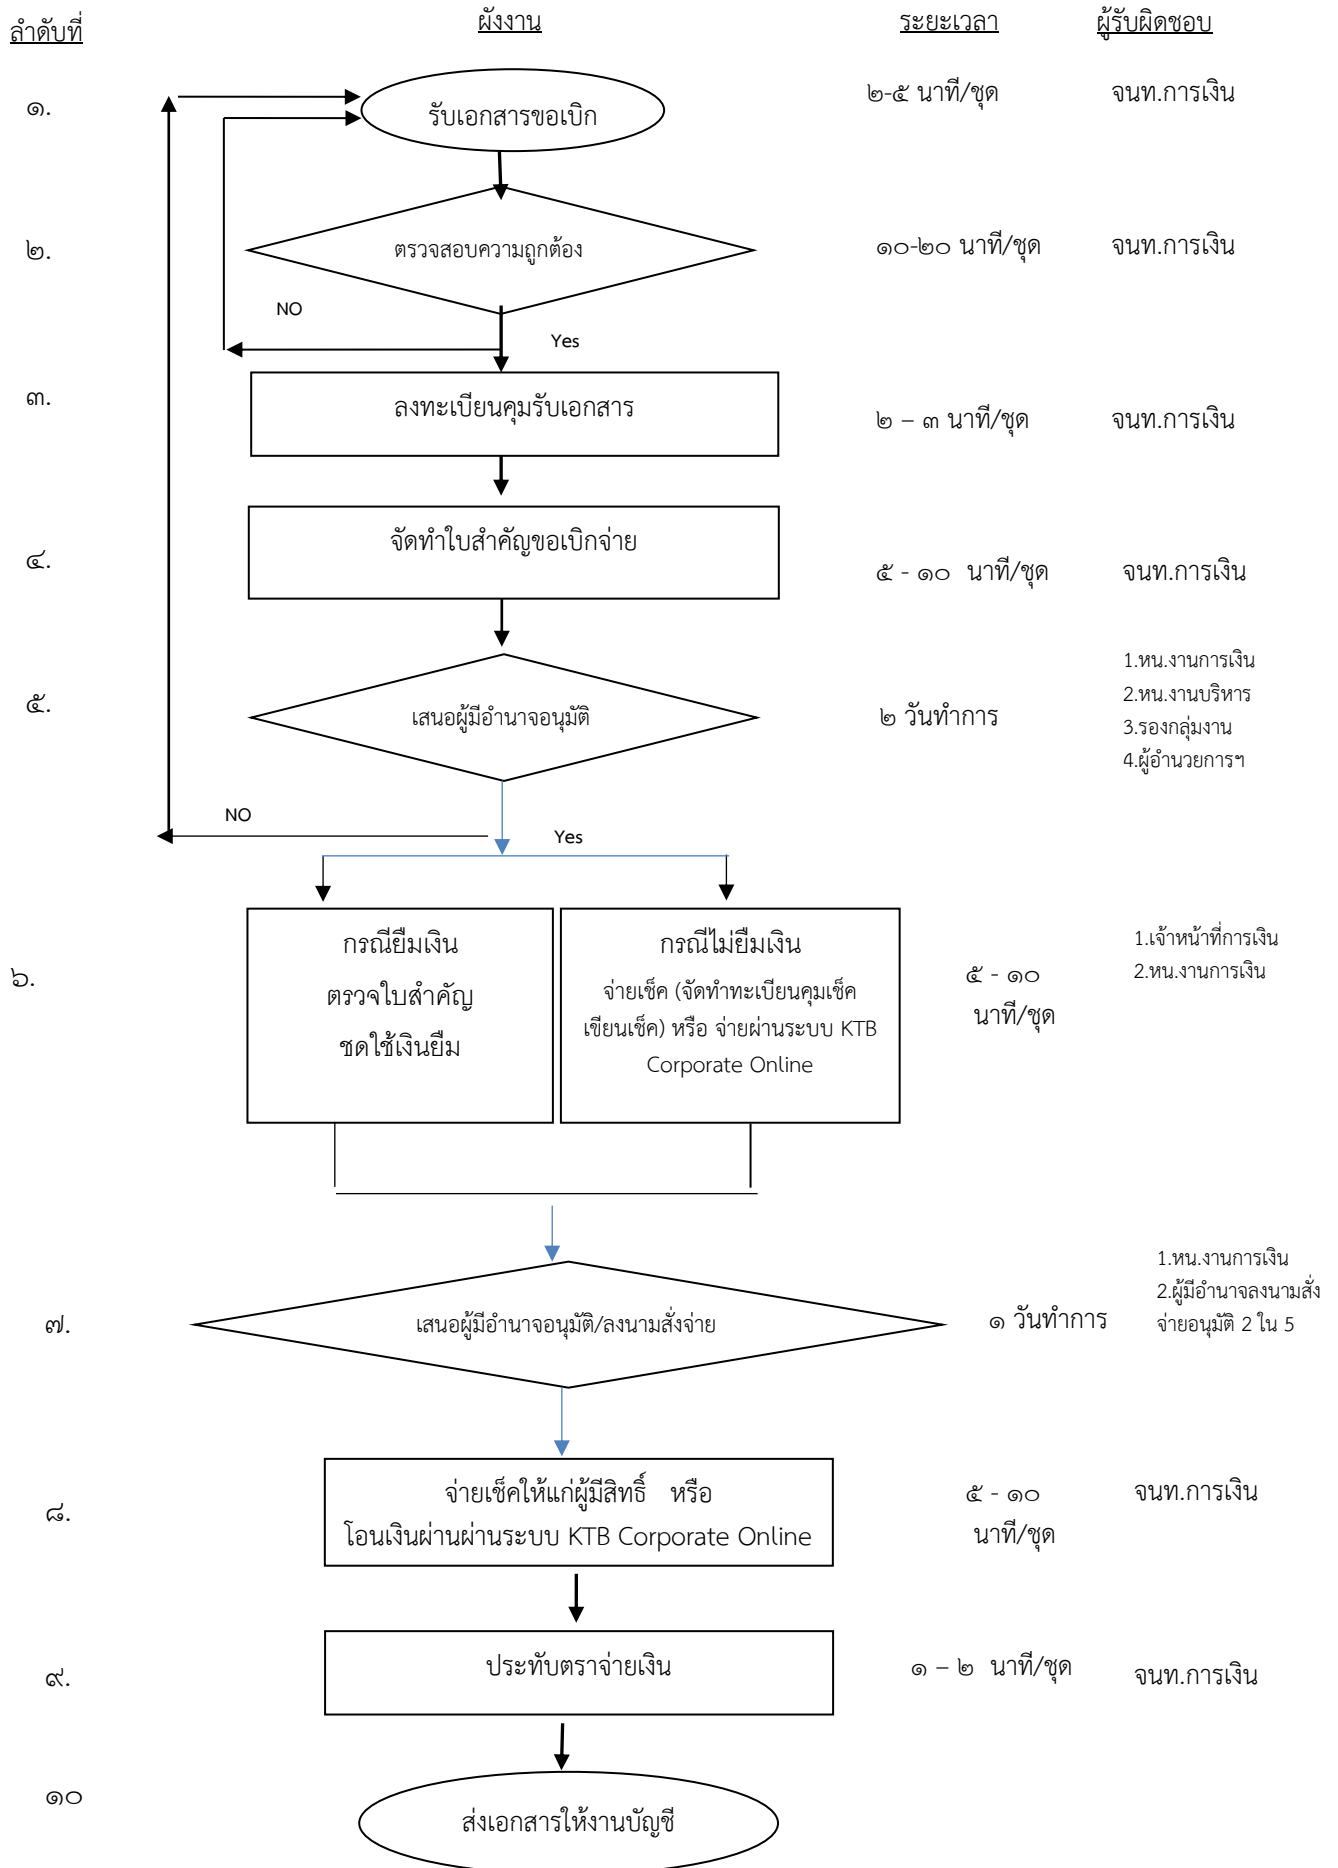 ลำดับที่ ผังงาน ระยะเวลา ผู้รับผิดชอบ
๑. รับเอกสารขอเบิก ๒-๕ นาที/ชุด จนท.การเงิน
๒. ตรวจสอบความถูกต้อง ๑๐-๒๐ นาที/ชุด จนท.การเงิน
NO
Yes
๓. ลงทะเบียนคุมรับเอกสาร ๒ – ๓ นาที/ชุด จนท.การเงิน
๔. จัดทำใบสำคัญขอเบิกจ่าย ๕ - ๑๐ นาที/ชุด จนท.การเงิน
๕. เสนอผู้มีอำนาจอนุมัติ ๒ วันทำการ
1.หน.งานการเงิน
2.หน.งานบริหาร
3.รองกลุ่มงาน
4.ผู้อำนวยการฯ
NO
Yes
๖.
กรณียืมเงิน
ตรวจใบสำคัญ
ชดใช้เงินยืม
กรณีไม่ยืมเงิน
จ่ายเช็ค (จัดทำทะเบียนคุมเช็ค
เขียนเช็ค) หรือ จ่ายผ่านระบบ KTB
Corporate Online
๕ - ๑๐
นาที/ชุด
1.เจ้าหน้าที่การเงิน
2.หน.งานการเงิน
๗. เสนอผู้มีอำนาจอนุมัติ/ลงนามสั่งจ่าย ๑ วันทำการ
1.หน.งานการเงิน
2.ผู้มีอำนาจลงนามสั่ง
จ่ายอนุมัติ 2 ใน 5
๘.
จ่ายเช็คให้แก่ผู้มีสิทธิ์ หรือ
โอนเงินผ่านผ่านระบบ KTB Corporate Online
๕ - ๑๐
นาที/ชุด
จนท.การเงิน
๙. ประทับตราจ่ายเงิน ๑ – ๒ นาที/ชุด จนท.การเงิน
๑๐ ส่งเอกสารให้งานบัญชี